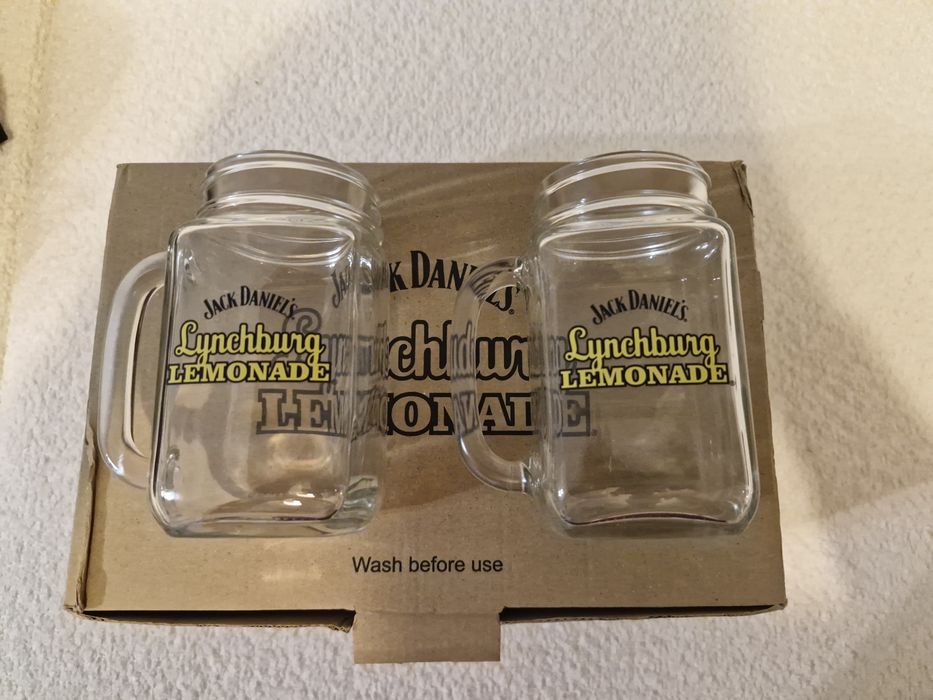 JACK DANIEL'S
Lynchburg
LEMONADE
JACK DANIEL'S®
Lynchburg
LEMONADE®
JACK DANIEL'S
Lynchburg
LEMONADE
Wash before use